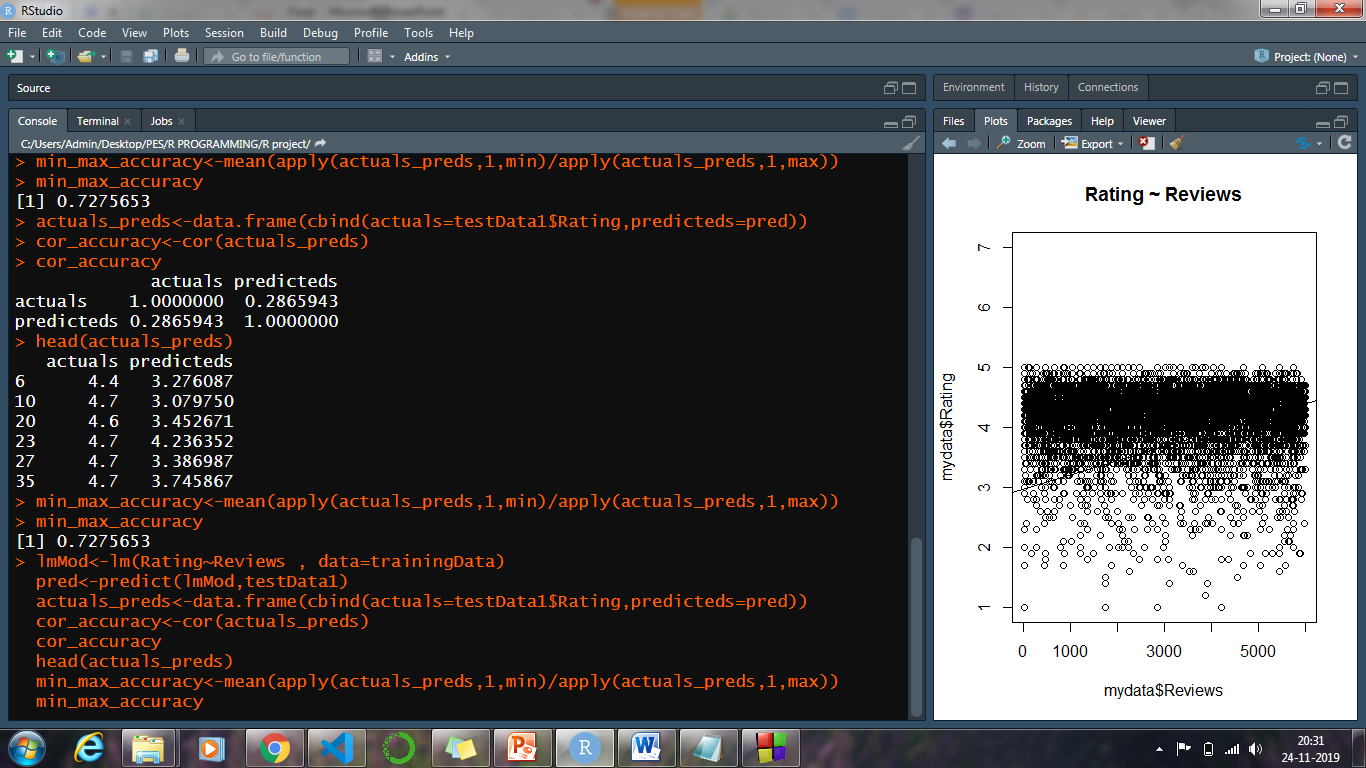 RStudio
File Edit Code View Plots Session Build Debug Profile Tools Help
Go to file/function Addins Project: (None)
Source
Console Terminal Jobs
C:/Users/Admin/Desktop/PES/R PROGRAMMING/R project/
> min_max_accuracy<-mean(apply(actuals_preds,1,min)/apply(actuals_preds,1,max))
> min_max_accuracy
[1] 0.7275653
> actuals_preds<-data.frame(cbind(actuals=testData1$Rating,predicteds=pred))
> cor_accuracy<-cor(actuals_preds)
> cor_accuracy
actuals predicteds
actuals 1.0000000 0.2865943
predicteds 0.2865943 1.0000000
> head(actuals_preds)
actuals predicteds
6 4.4 3.276087
10 4.7 3.079750
20 4.6 3.452671
23 4.7 4.236352
27 4.7 3.386987
35 4.7 3.745867
> min_max_accuracy<-mean(apply(actuals_preds,1,min)/apply(actuals_preds,1,max))
> min_max_accuracy
[1] 0.7275653
> lmMod<-lm(Rating~Reviews , data=trainingData)
pred<-predict(lmMod,testData1)
actuals_preds<-data.frame(cbind(actuals=testData1$Rating,predicteds=pred))
cor_accuracy<-cor(actuals_preds)
cor_accuracy
head(actuals_preds)
min_max_accuracy<-mean(apply(actuals_preds,1,min)/apply(actuals_preds,1,max))
min_max_accuracy
Environment History Connections
Files Plots Packages Help Viewer
Zoom Export
Rating ~ Reviews
mydata$Rating
7
6
5
4
3
2
1
0 1000 3000 5000
mydata$Reviews
20:31
24-11-2019